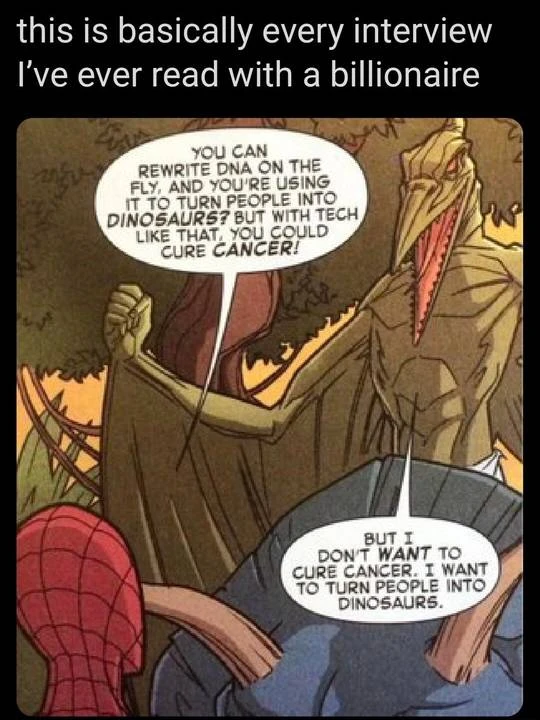 this is basically every interview
I've ever read with a billionaire
YOU CAN
REWRITE DNA ON THE
FLY, AND YOU'RE USING
IT TO TURN PEOPLE INTO
DINOSAURS? BUT WITH TECH
LIKE THAT, YOU COULD
CURE CANCER!
BUT I
DON'T WANT TO
CURE CANCER. I WANT
TO TURN PEOPLE INTO
DINOSAURS.